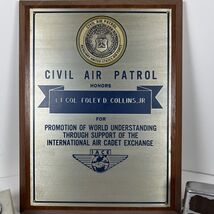 CIVIL AIR PATROL
HONORS
LT COL FOLEY D COLLINS, JR
FOR
PROMOTION OF WORLD UNDERSTANDING
THROUGH SUPPORT OF THE
INTERNATIONAL AIR CADET EXCHANGE
IACE